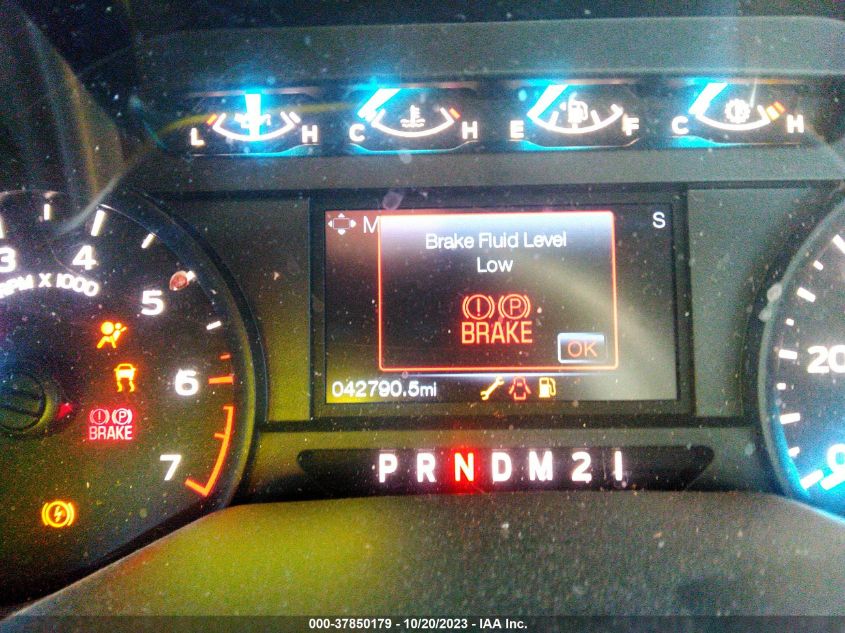 L H C H E F C H
M S
Brake Fluid Level
Low
BRAKE
OK
042790.5mi
3 4 5 6 7
RPM X 1000
BRAKE
P R N D M 2 1
20
0
000-37850179 - 10/20/2023 - IAA Inc.